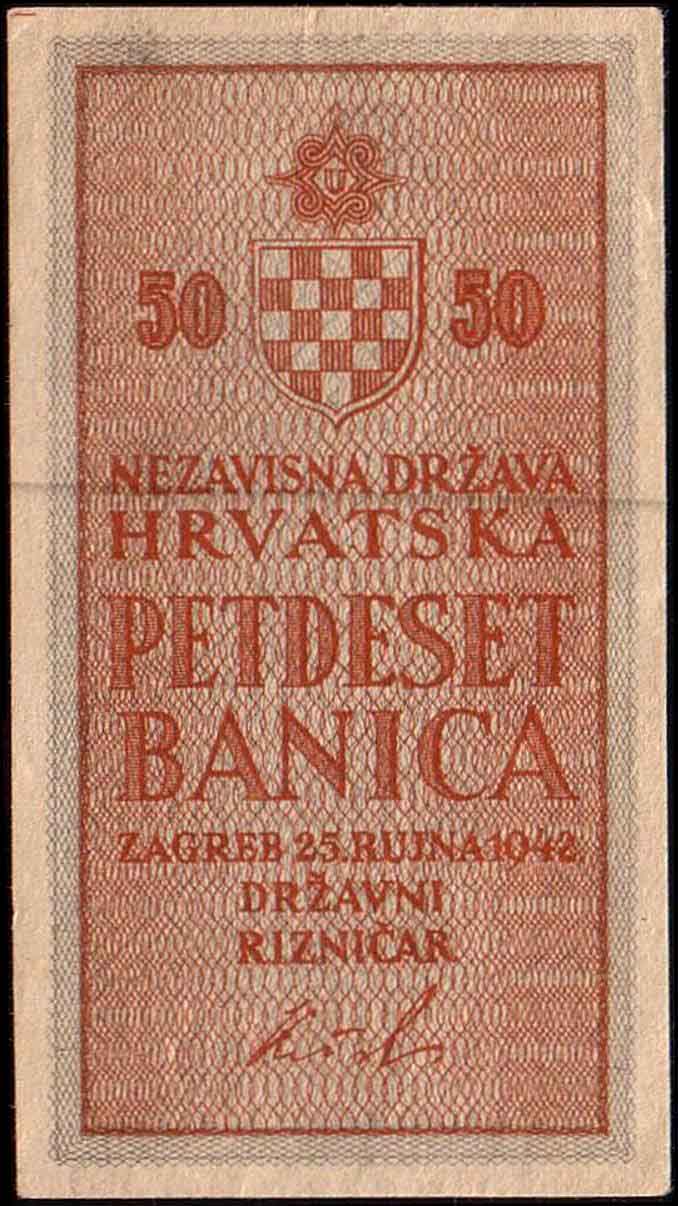 U
50 50
NEZAVISNA DRŽAVA
HRVATSKA
PETDESET
BANICA
ZAGREB 25. RUJNA 1942
DRŽAVNI
RIZNIČAR